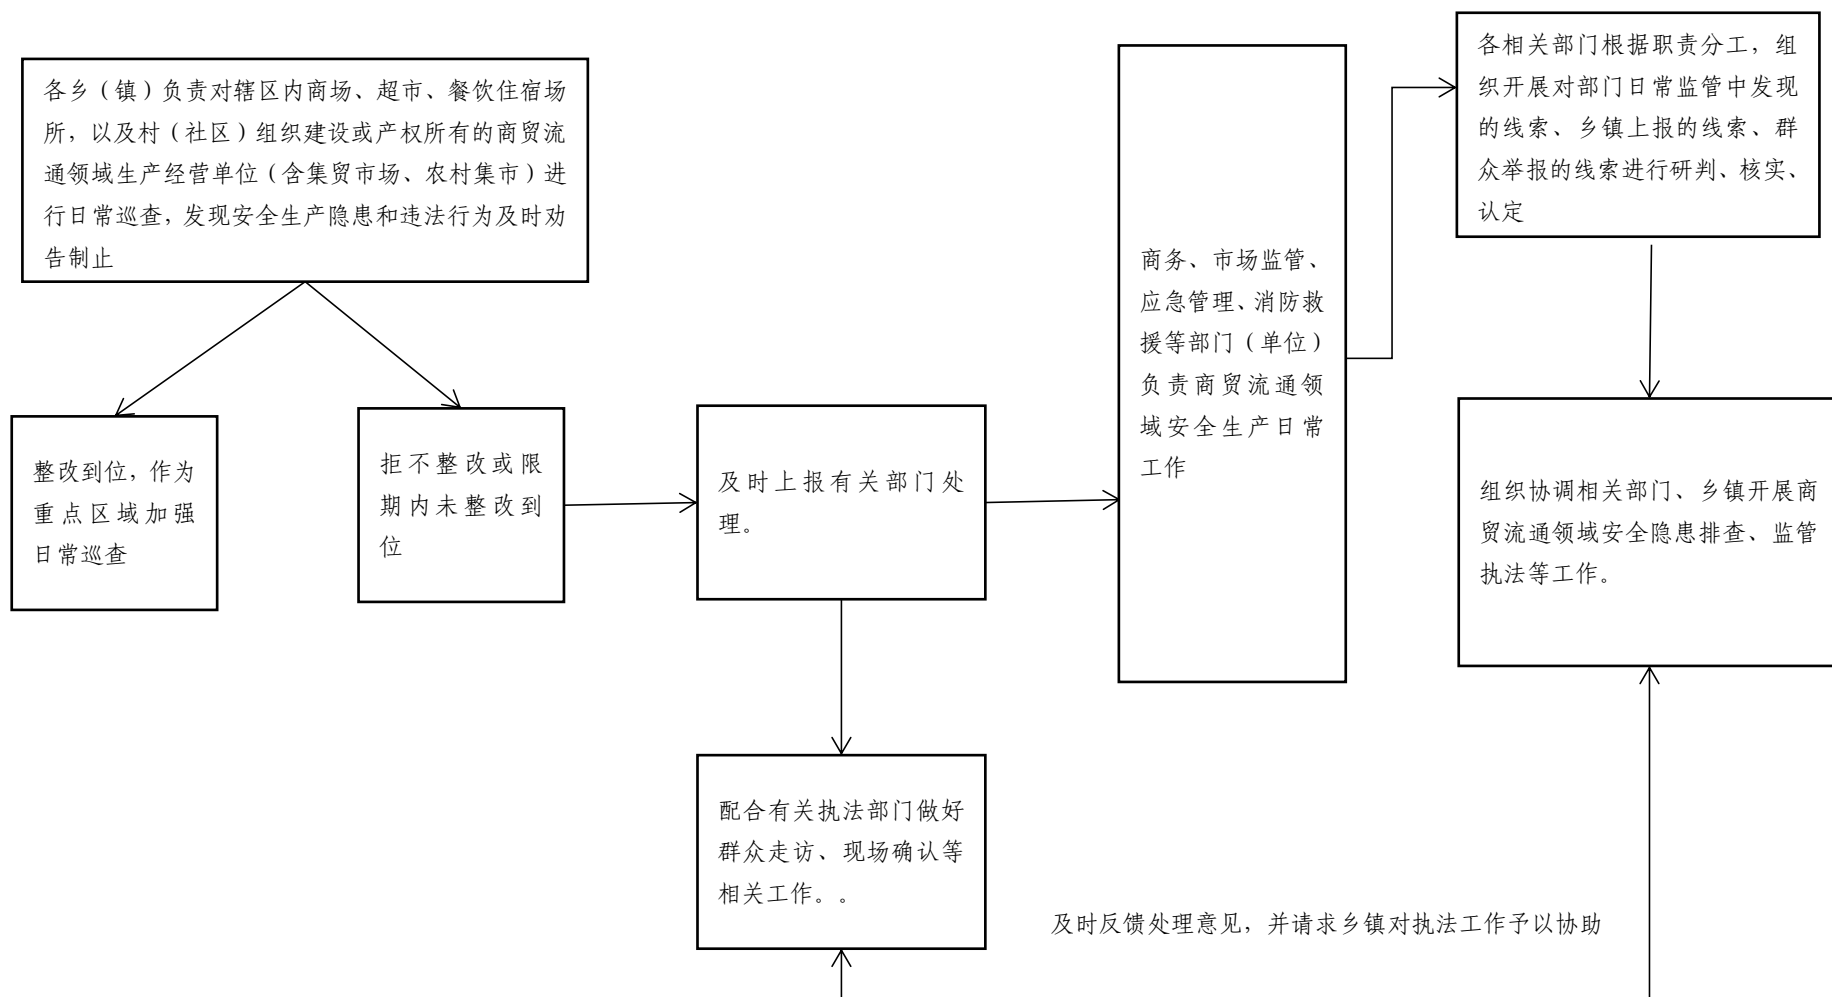 各乡（镇）负责对辖区内商场、超市、餐饮住宿场
所，以及村（社区）组织建设或产权所有的商贸流
通领域生产经营单位（含集贸市场、农村集市）进
行日常巡查，发现安全生产隐患和违法行为及时劝
告制止
整改到位，作为
重点区域加强
日常巡查
拒不整改或限
期内未整改到
位
及时上报有关部门处
理。
配合有关执法部门做好
群众走访、现场确认等
相关工作。。
商务、市场监管、
应急管理、消防救
援等部门（单位）
负责商贸流通领
域安全生产日常
工作
各相关部门根据职责分工，组
织开展对部门日常监管中发现
的线索、乡镇上报的线索、群
众举报的线索进行研判、核实、
认定
组织协调相关部门、乡镇开展商
贸流通领域安全隐患排查、监管
执法等工作。
及时反馈处理意见，并请求乡镇对执法工作予以协助